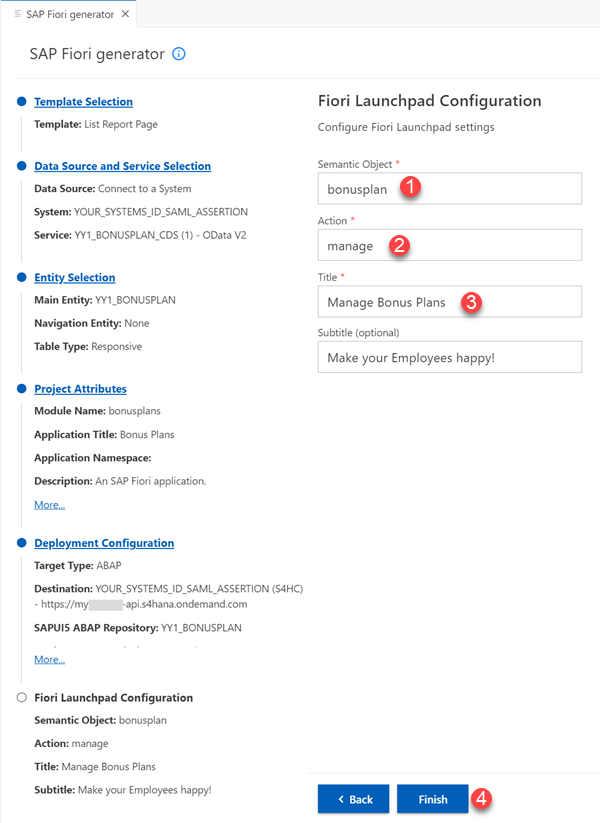 SAP Fiori generator
SAP Fiori generator
Template Selection
Template: List Report Page
Data Source and Service Selection
Data Source: Connect to a System
System: YOUR_SYSTEMS_ID_SAML_ASSERTION
Service: YY1_BONUSPLAN_CDS (1) - OData V2
Entity Selection
Main Entity: YY1_BONUSPLAN
Navigation Entity: None
Table Type: Responsive
Project Attributes
Module Name: bonusplans
Application Title: Bonus Plans
Application Namespace:
Description: An SAP Fiori application.
More...
Deployment Configuration
Target Type: ABAP
Destination: YOUR_SYSTEMS_ID_SAML_ASSERTION (S4HC)
- https://my -api.s4hana.ondemand.com
SAPUI5 ABAP Repository: YY1_BONUSPLAN
More...
Fiori Launchpad Configuration
Semantic Object: bonusplan
Action: manage
Title: Manage Bonus Plans
Subtitle: Make your Employees happy!
Fiori Launchpad Configuration
Configure Fiori Launchpad settings
Semantic Object *
bonusplan 1
Action *
manage 2
Title *
Manage Bonus Plans 3
Subtitle (optional)
Make your Employees happy!
< Back
Finish 4